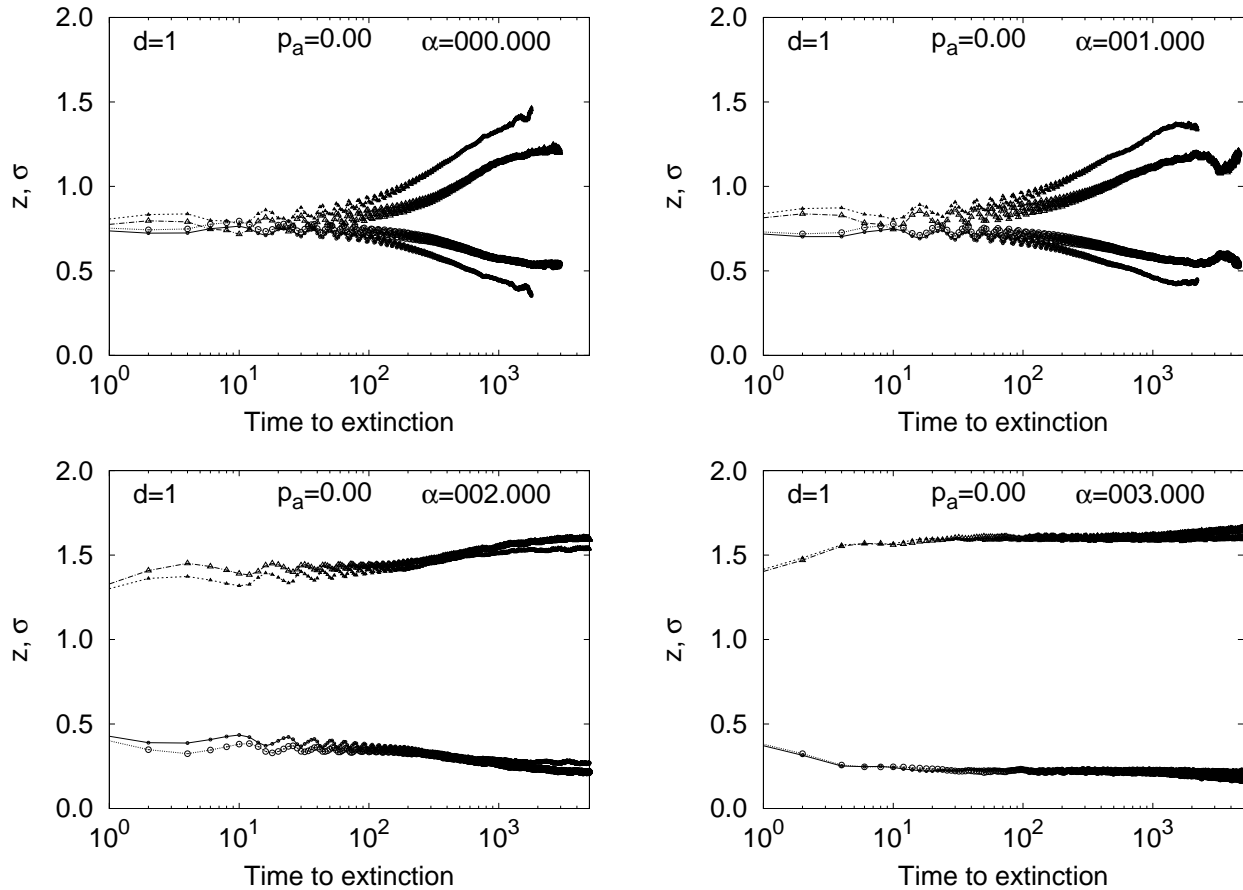 2.0 d=1 p_a=0.00 α=000.000
1.5
z, σ
1.0
0.5
0.0
10^0 10^1 10^2 10^3
Time to extinction
2.0 d=1 p_a=0.00 α=001.000
1.5
z, σ
1.0
0.5
0.0
10^0 10^1 10^2 10^3
Time to extinction
2.0 d=1 p_a=0.00 α=002.000
1.5
z, σ
1.0
0.5
0.0
10^0 10^1 10^2 10^3
Time to extinction
2.0 d=1 p_a=0.00 α=003.000
1.5
z, σ
1.0
0.5
0.0
10^0 10^1 10^2 10^3
Time to extinction